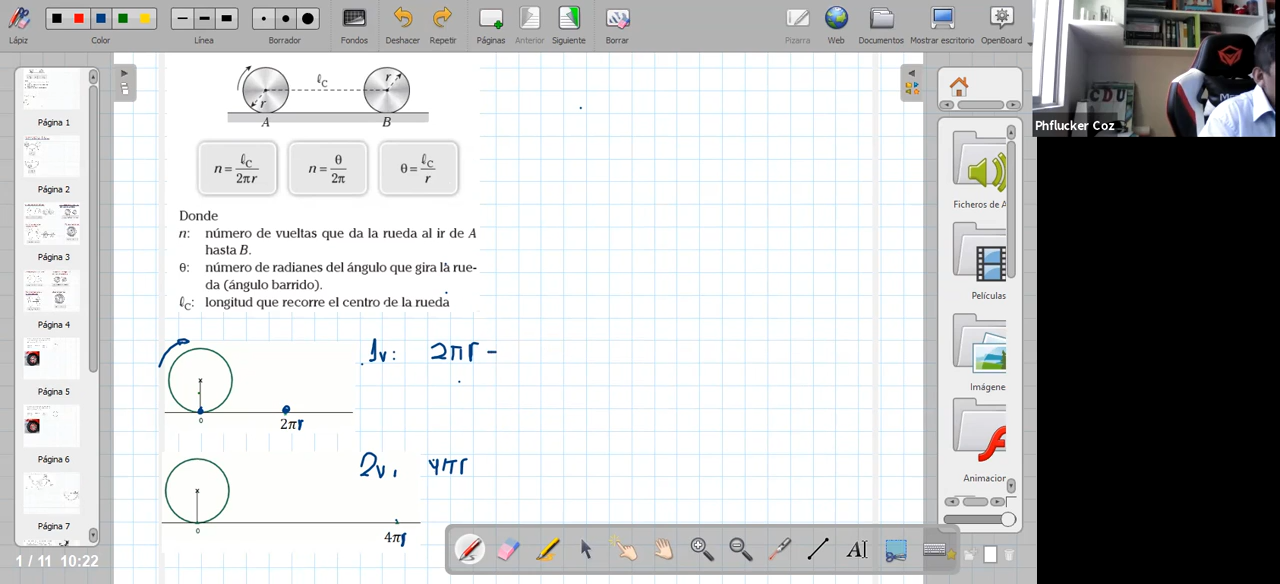 Lápiz
Color
Línea
Borrador
Fondos
Deshacer
Repetir
Páginas
Anterior
Siguiente
Borrar
Pizarra
Web
Documentos
Mostrar escritorio
OpenBoard
CDU
Phflucker Coz
Página 1
Página 2
Página 3
Página 4
Página 5
Página 6
Página 7
1 / 11 10:22
ℓC
r
r
A
B
n = ℓC / 2πr
n = θ / 2π
θ = ℓC / r
Donde
n: número de vueltas que da la rueda al ir de A
hasta B.
θ: número de radianes del ángulo que gira la rue-
da (ángulo barrido).
ℓC: longitud que recorre el centro de la rueda
1v: 2πr -
0
2πr
2v, 4πr
0
4πr
Ficheros de A
Películas
Imágene
Animacior
AI